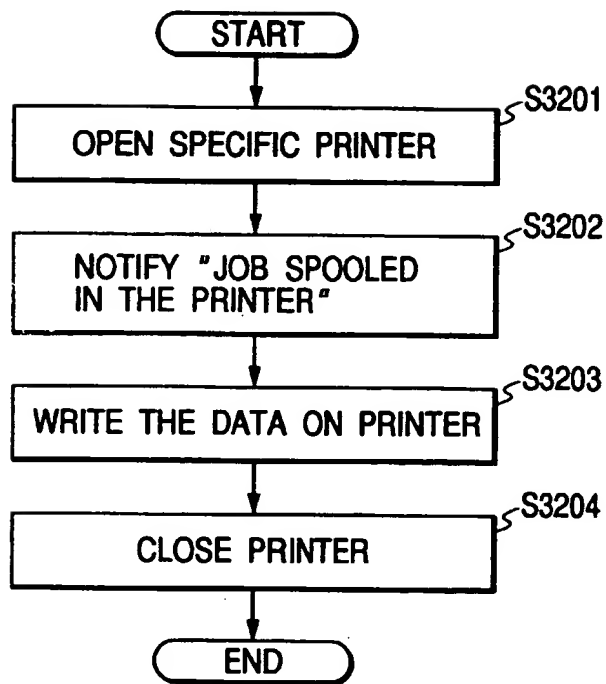 START
S3201
OPEN SPECIFIC PRINTER
S3202
NOTIFY "JOB SPOOLED
IN THE PRINTER"
S3203
WRITE THE DATA ON PRINTER
S3204
CLOSE PRINTER
END